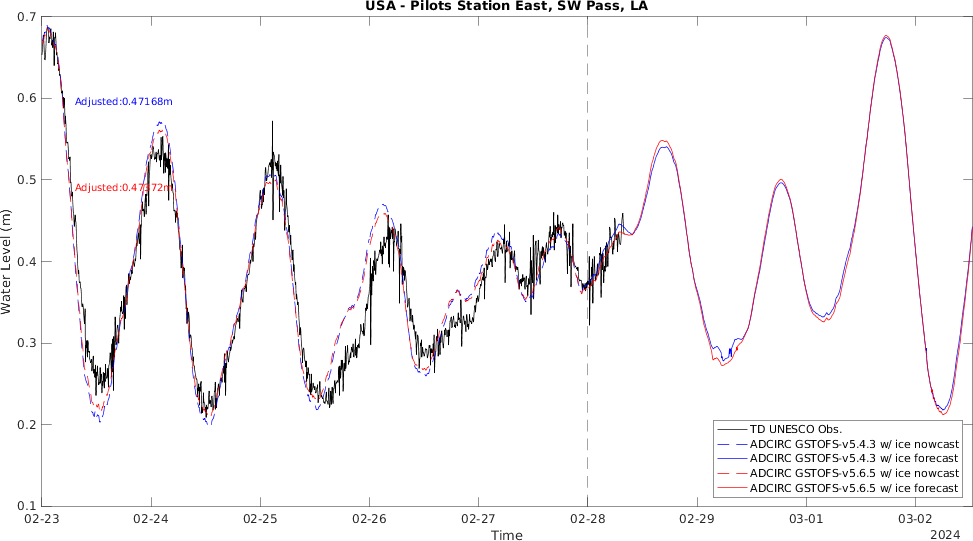 USA - Pilots Station East, SW Pass, LA
0.7
0.6
0.5
0.4
0.3
0.2
0.1
Water Level (m)
Adjusted:0.47168m
Adjusted:0.47372m
TD UNESCO Obs.
ADCIRC GSTOFS-v5.4.3 w/ ice nowcast
ADCIRC GSTOFS-v5.4.3 w/ ice forecast
ADCIRC GSTOFS-v5.6.5 w/ ice nowcast
ADCIRC GSTOFS-v5.6.5 w/ ice forecast
02-23 02-24 02-25 02-26 02-27 02-28 02-29 03-01 03-02
Time
2024